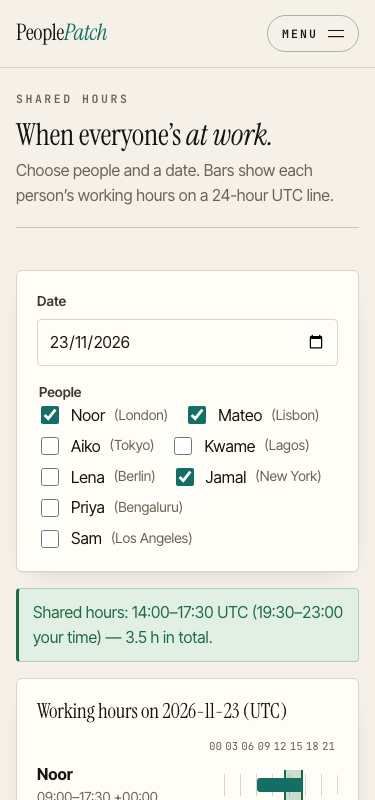 PeoplePatch
MENU
SHARED HOURS
When everyone’s at work.
Choose people and a date. Bars show each
person’s working hours on a 24-hour UTC line.
Date
23/11/2026
People
Noor (London) Mateo (Lisbon)
Aiko (Tokyo) Kwame (Lagos)
Lena (Berlin) Jamal (New York)
Priya (Bengaluru)
Sam (Los Angeles)
Shared hours: 14:00–17:30 UTC (19:30–23:00
your time) — 3.5 h in total.
Working hours on 2026-11-23 (UTC)
00 03 06 09 12 15 18 21
Noor
09:00–17:30 +00:00